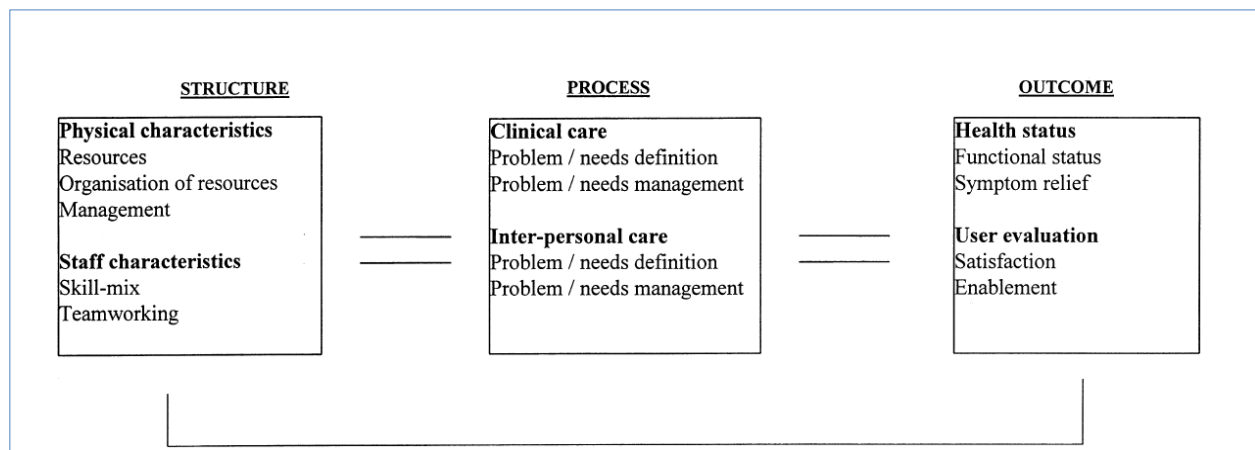 STRUCTURE
Physical characteristics
Resources
Organisation of resources
Management
Staff characteristics
Skill-mix
Teamworking
PROCESS
Clinical care
Problem / needs definition
Problem / needs management
Inter-personal care
Problem / needs definition
Problem / needs management
OUTCOME
Health status
Functional status
Symptom relief
User evaluation
Satisfaction
Enablement